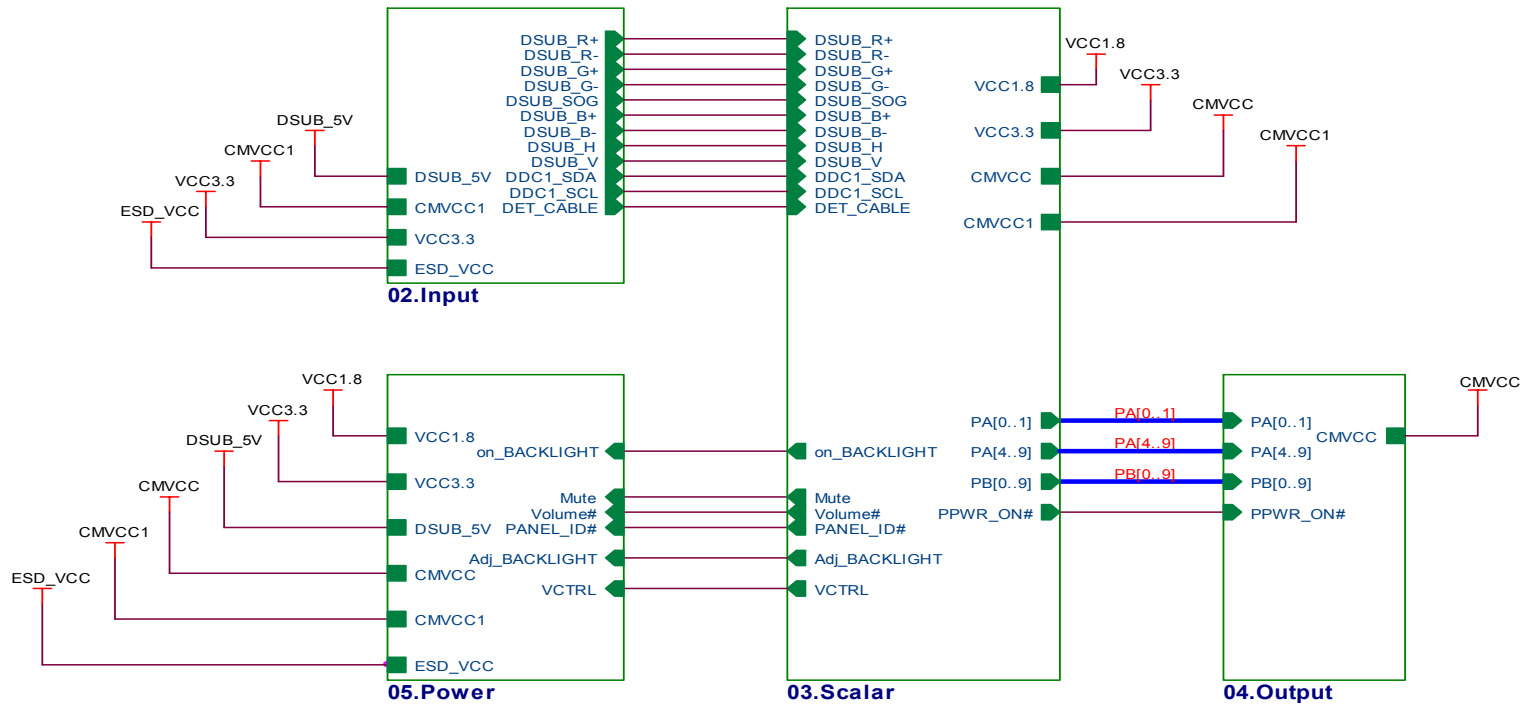 DSUB_5V
CMVCC1
VCC3.3
ESD_VCC
DSUB_5V
CMVCC1
VCC3.3
ESD_VCC
DSUB_R+
DSUB_R-
DSUB_G+
DSUB_G-
DSUB_SOG
DSUB_B+
DSUB_B-
DSUB_H
DSUB_V
DDC1_SDA
DDC1_SCL
DET_CABLE
02.Input
DSUB_R+
DSUB_R-
DSUB_G+
DSUB_G-
DSUB_SOG
DSUB_B+
DSUB_B-
DSUB_H
DSUB_V
DDC1_SDA
DDC1_SCL
DET_CABLE
VCC1.8
VCC3.3
CMVCC
CMVCC1
VCC1.8
VCC3.3
CMVCC
CMVCC1
VCC1.8
VCC3.3
DSUB_5V
CMVCC
CMVCC1
ESD_VCC
VCC1.8
VCC3.3
DSUB_5V
CMVCC
CMVCC1
ESD_VCC
on_BACKLIGHT
Mute
Volume#
PANEL_ID#
Adj_BACKLIGHT
VCTRL
05.Power
on_BACKLIGHT
Mute
Volume#
PANEL_ID#
Adj_BACKLIGHT
VCTRL
PA[0..1]
PA[4..9]
PB[0..9]
PPWR_ON#
03.Scalar
PA[0..1]
PA[4..9]
PB[0..9]
PA[0..1]
PA[4..9]
PB[0..9]
PPWR_ON#
CMVCC
CMVCC
04.Output